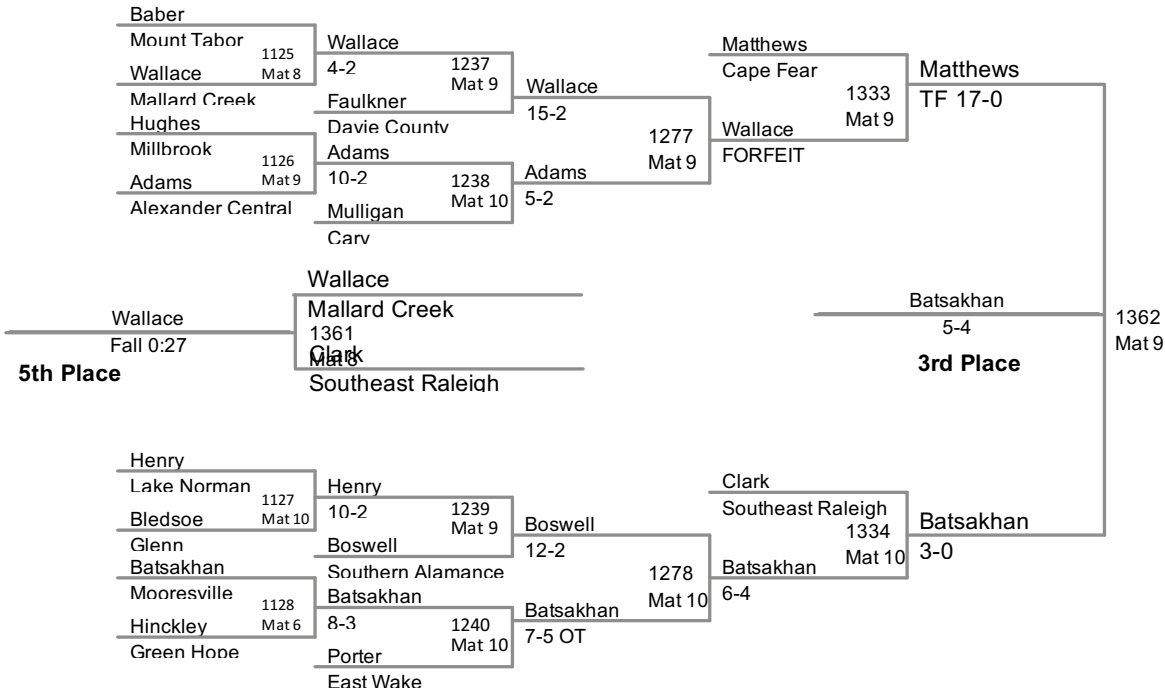 Baber
Mount Tabor
1125
Mat 8
Wallace
Mallard Creek
Wallace
4-2
1237
Mat 9
Faulkner
Davie County
Hughes
Millbrook
1126
Mat 9
Adams
Alexander Central
Adams
10-2
1238
Mat 10
Mulligan
Cary
Wallace
15-2
1277
Mat 9
Adams
5-2
Matthews
Cape Fear
1333
Mat 9
Wallace
FORFEIT
Matthews
TF 17-0
Wallace
Mallard Creek
1361
Mat 8
Clark
Southeast Raleigh
Wallace
Fall 0:27
5th Place
Batsakhan
5-4
3rd Place
1362
Mat 9
Henry
Lake Norman
1127
Mat 10
Bledsoe
Glenn
Henry
10-2
1239
Mat 9
Boswell
Southern Alamance
Batsakhan
Mooresville
1128
Mat 6
Hinckley
Green Hope
Batsakhan
8-3
1240
Mat 10
Porter
East Wake
Boswell
12-2
1278
Mat 10
Batsakhan
7-5 OT
Clark
Southeast Raleigh
1334
Mat 10
Batsakhan
6-4
Batsakhan
3-0